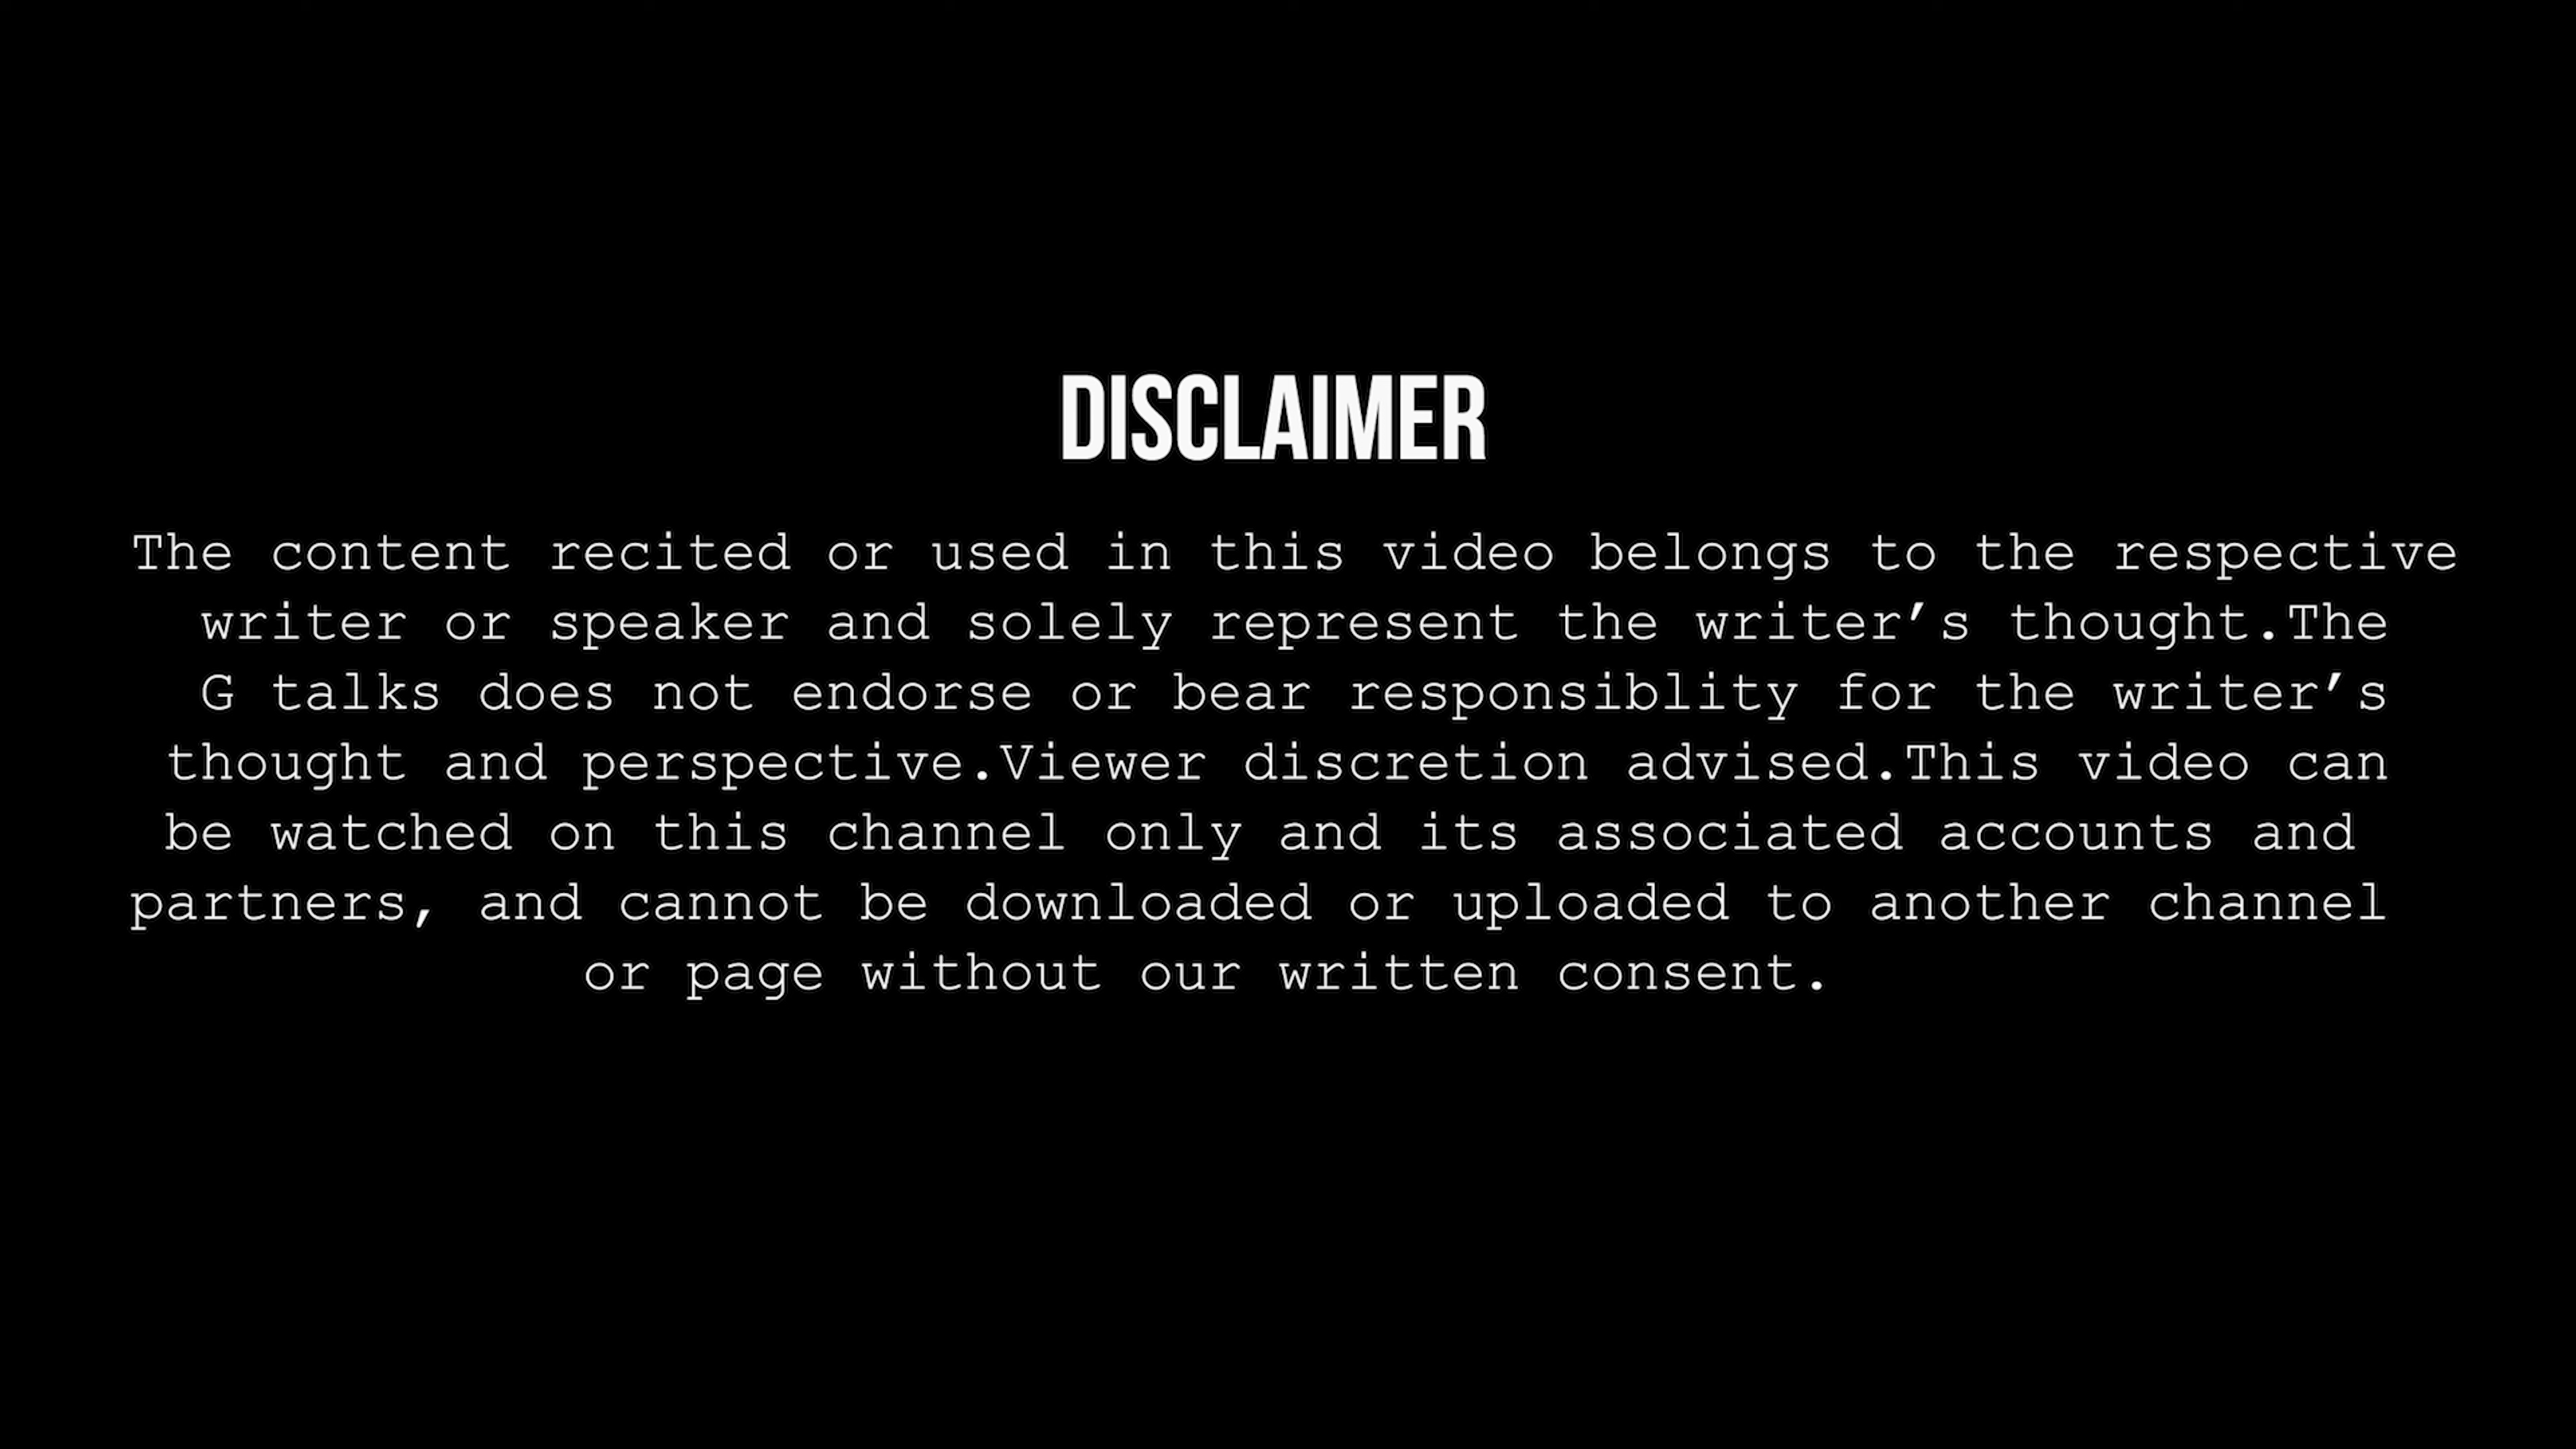 DISCLAIMER
The content recited or used in this video belongs to the respective
writer or speaker and solely represent the writer’s thought.The
G talks does not endorse or bear responsiblity for the writer’s
thought and perspective.Viewer discretion advised.This video can
be watched on this channel only and its associated accounts and
partners, and cannot be downloaded or uploaded to another channel
or page without our written consent.